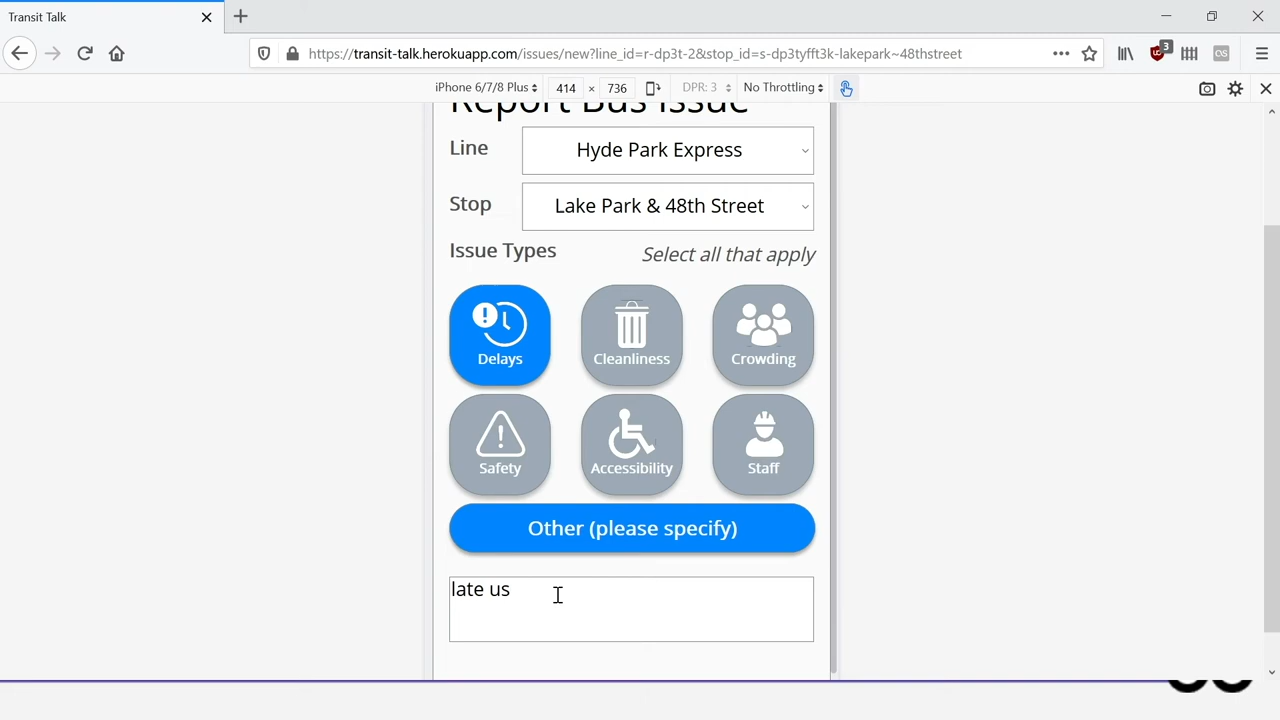 Transit Talk
https://transit-talk.herokuapp.com/issues/new?line_id=r-dp3t-2&stop_id=s-dp3tyfft3k-lakepark~48thstreet
3
iPhone 6/7/8 Plus 414 × 736 DPR: 3 No Throttling
Report Bus Issue
Line Hyde Park Express
Stop Lake Park & 48th Street
Issue Types Select all that apply
Delays Cleanliness Crowding
Safety Accessibility Staff
Other (please specify)
late us